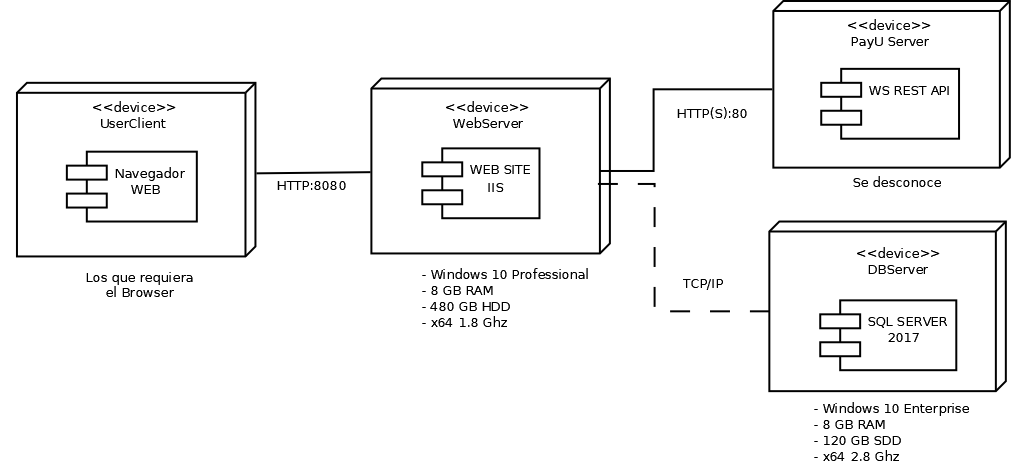 <<device>>
UserClient
Navegador
WEB
Los que requiera
el Browser
HTTP:8080
<<device>>
WebServer
WEB SITE
IIS
- Windows 10 Professional
- 8 GB RAM
- 480 GB HDD
- x64 1.8 Ghz
HTTP(S):80
<<device>>
PayU Server
WS REST API
Se desconoce
TCP/IP
<<device>>
DBServer
SQL SERVER
2017
- Windows 10 Enterprise
- 8 GB RAM
- 120 GB SDD
- x64 2.8 Ghz